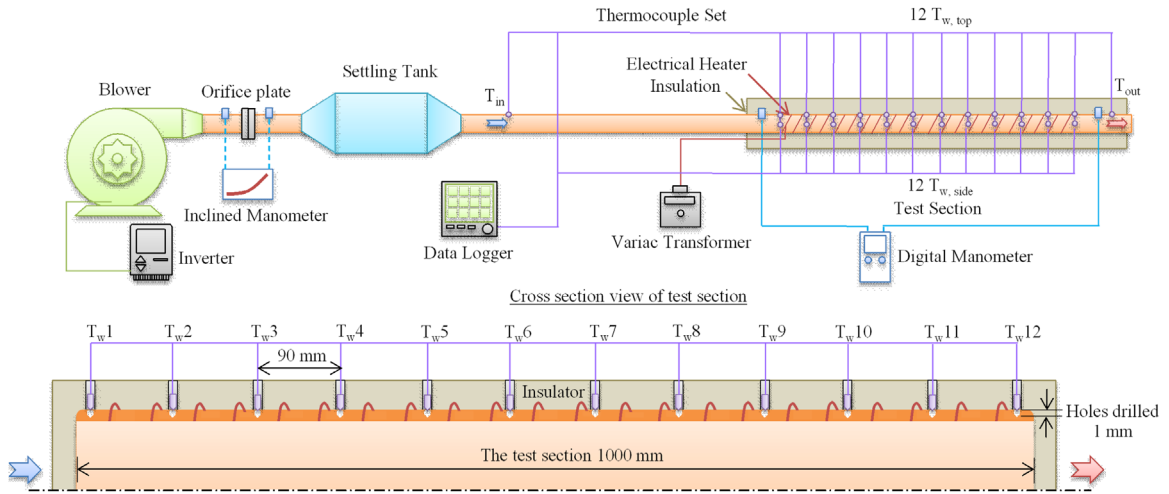 Thermocouple Set
12 Tw, top
Blower
Orifice plate
Settling Tank
Tin
Electrical Heater
Insulation
Tout
Inclined Manometer
Inverter
Data Logger
Variac Transformer
12 Tw, side
Test Section
Digital Manometer
Cross section view of test section
Tw1 Tw2 Tw3 Tw4 Tw5 Tw6 Tw7 Tw8 Tw9 Tw10 Tw11 Tw12
90 mm
Insulator
Holes drilled
1 mm
The test section 1000 mm